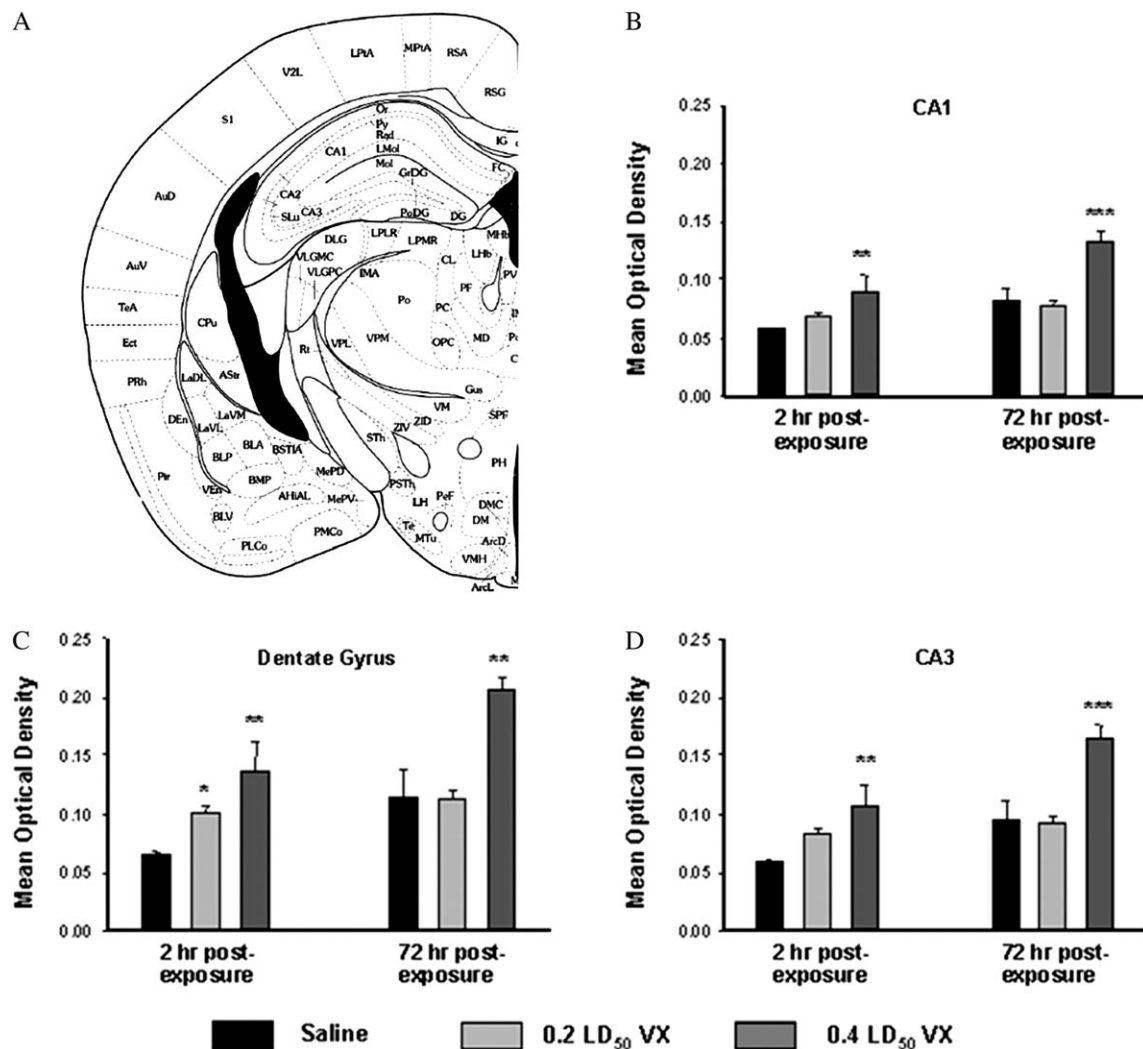 A
LPtA
MPtA
RSA
V2L
RSG
S1
Or
Py
Rad
IG
CA1
LMol
Mol
FC
GrDG
AuD
CA2
SLu
CA3
PoDG
DG
LPLR
LPMR
MHb
DLG
CL
LHb
AuV
VLGMC
VLGPC
IMA
PV
PF
TeA
Po
PC
CPu
Rt
VPL
VPM
OPC
MD
Ect
C
LaDL
AStr
PRh
Gus
VM
LaVM
SPF
DEn
LaVL
ZIV
ZID
BLA
BSTIA
STh
BLP
PH
Pir
BMP
MePD
PSTh
VEn
AHiAL
MePV
LH
PeF
DMC
BLV
DM
Te
PMCo
MTu
ArcD
PLCo
VMH
ArcL
M
B
CA1
0.25
0.20
0.15
0.10
0.05
0.00
Mean Optical Density
**
***
2 hr post-
exposure
72 hr post-
exposure
C
Dentate Gyrus
0.25
0.20
0.15
0.10
0.05
0.00
Mean Optical Density
*
**
**
2 hr post-
exposure
72 hr post-
exposure
D
CA3
0.25
0.20
0.15
0.10
0.05
0.00
Mean Optical Density
**
***
2 hr post-
exposure
72 hr post-
exposure
Saline
0.2 LD50 VX
0.4 LD50 VX